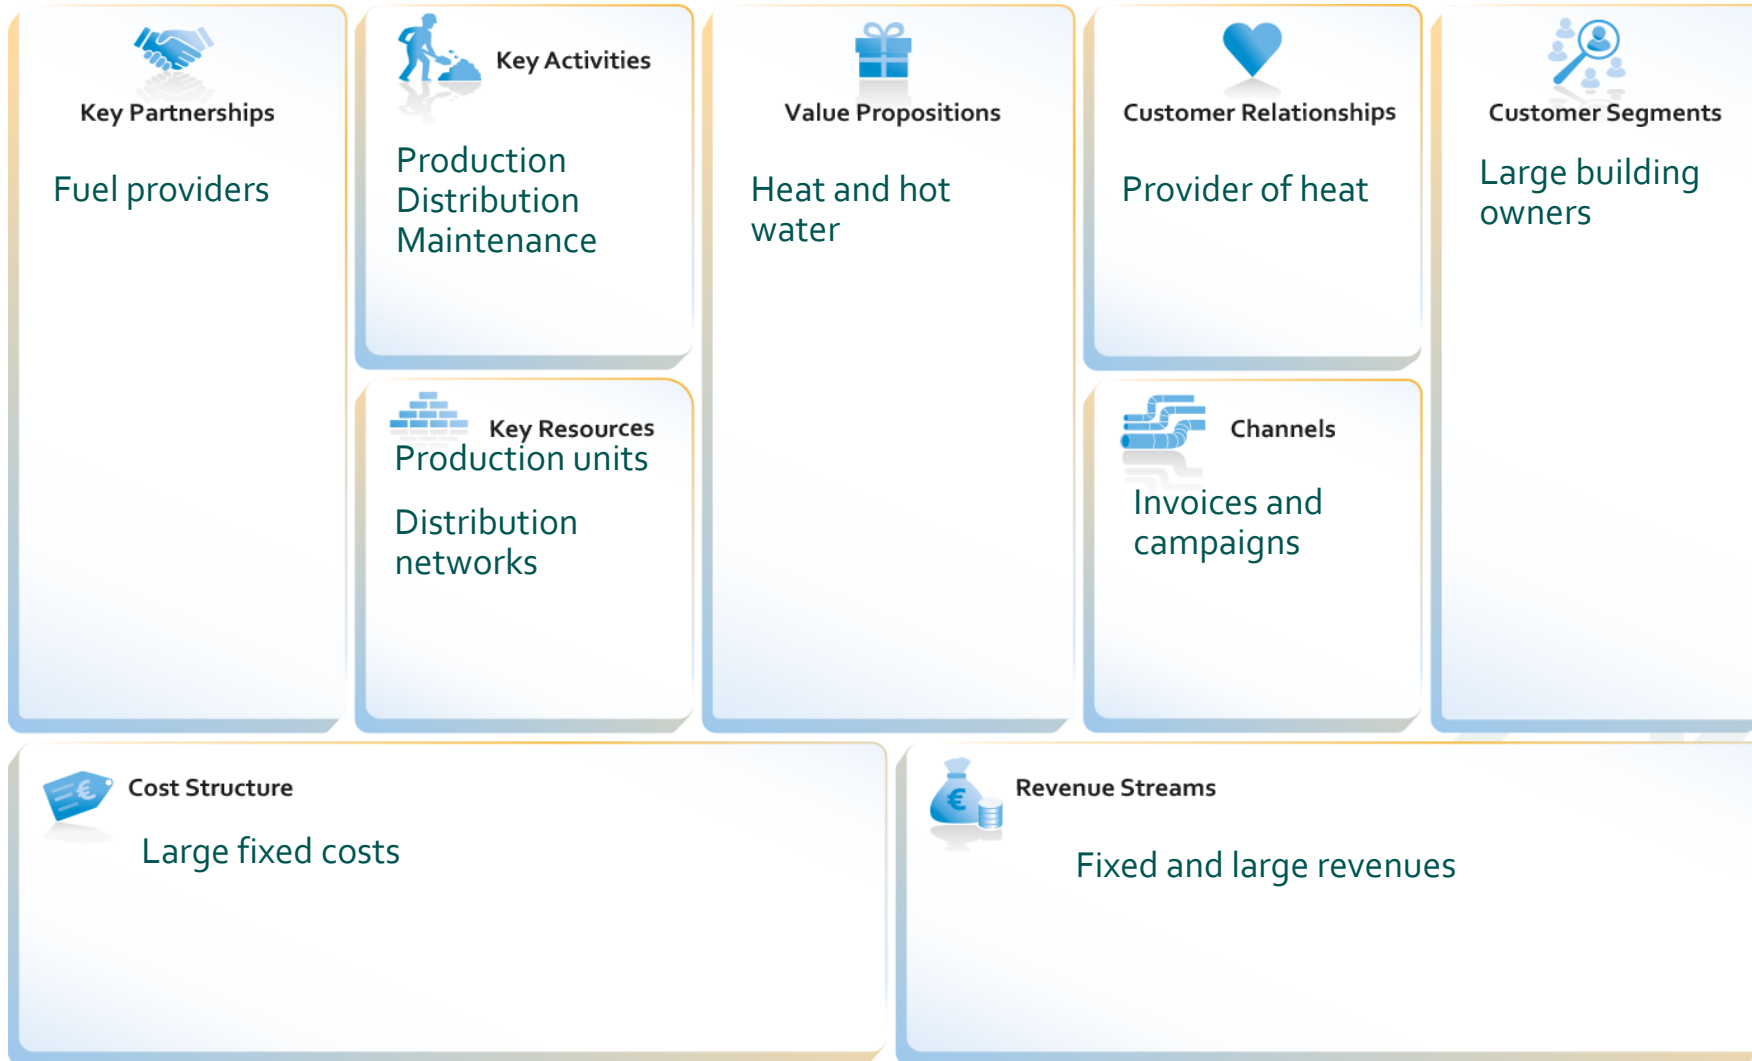 Key Partnerships
Fuel providers
Key Activities
Production
Distribution
Maintenance
Key Resources
Production units
Distribution
networks
Value Propositions
Heat and hot
water
Customer Relationships
Provider of heat
Channels
Invoices and
campaigns
Customer Segments
Large building
owners
€
Cost Structure
Large fixed costs
€
Revenue Streams
Fixed and large revenues